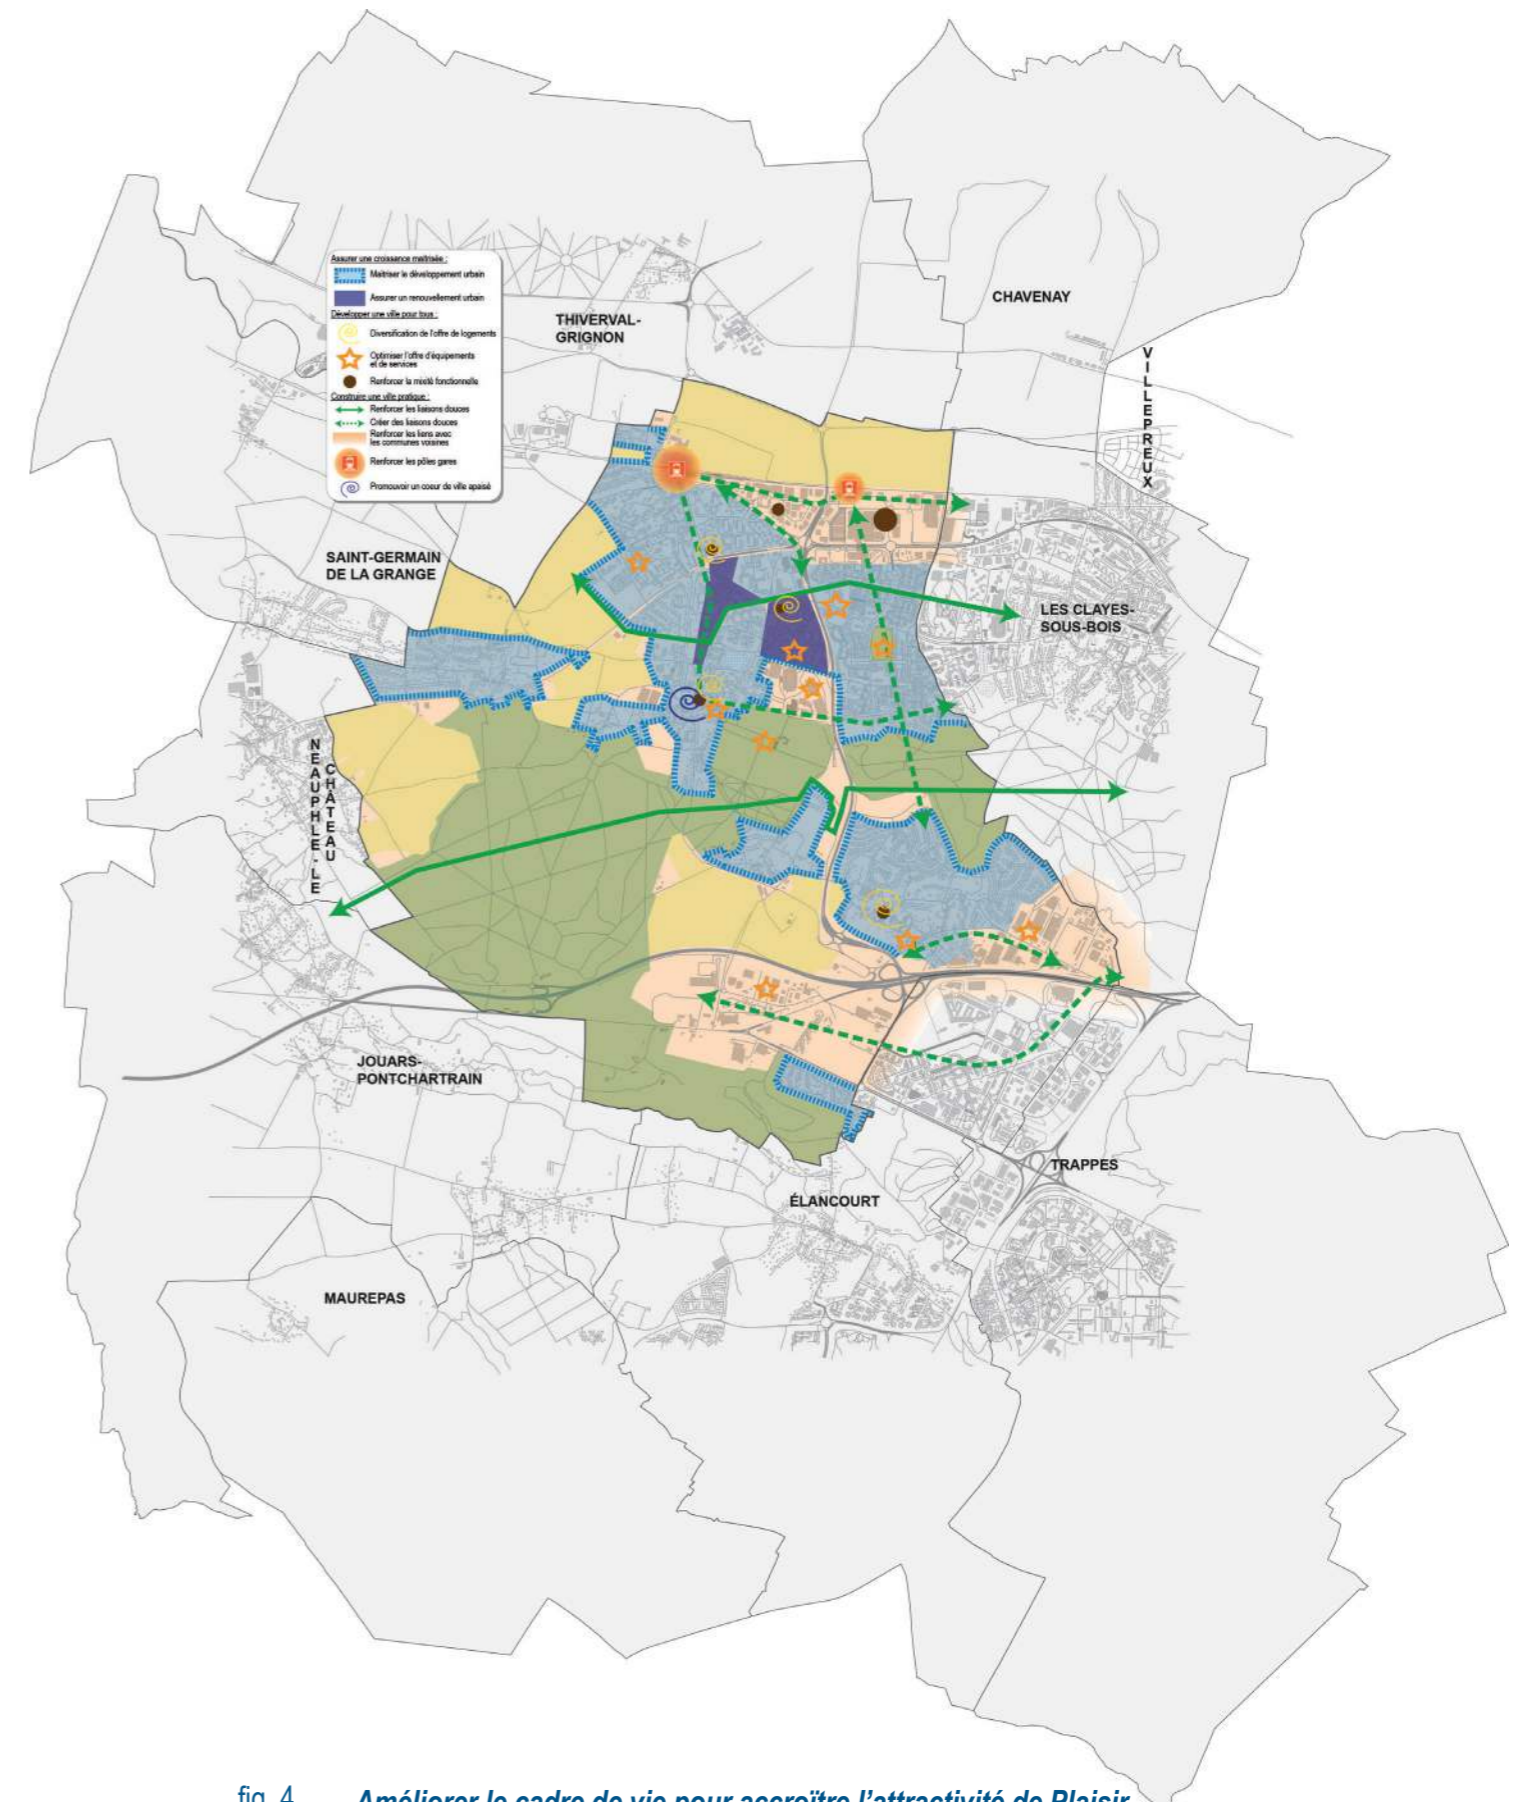 Assurer une croissance maîtrisée :
Maîtriser le développement urbain
Assurer un renouvellement urbain
Développer une ville pour tous :
Diversification de l'offre de logements
Optimiser l'offre d'équipements
et de services
Renforcer la mixité fonctionnelle
Construire une ville pratique :
Renforcer les liaisons douces
Créer des liaisons douces
Renforcer les liens avec
les communes voisines
Renforcer les pôles gares
Promouvoir un coeur de ville apaisé
CHAVENAY
THIVERVAL-
GRIGNON
VILLEPREUX
SAINT-GERMAIN
DE LA GRANGE
LES CLAYES-
SOUS-BOIS
NEAUPHLE-LE
CHÂTEAU
JOUARS-
PONTCHARTRAIN
TRAPPES
ÉLANCOURT
MAUREPAS
fig. 4 Améliorer le cadre de vie pour accroître l'attractivité de Plaisir